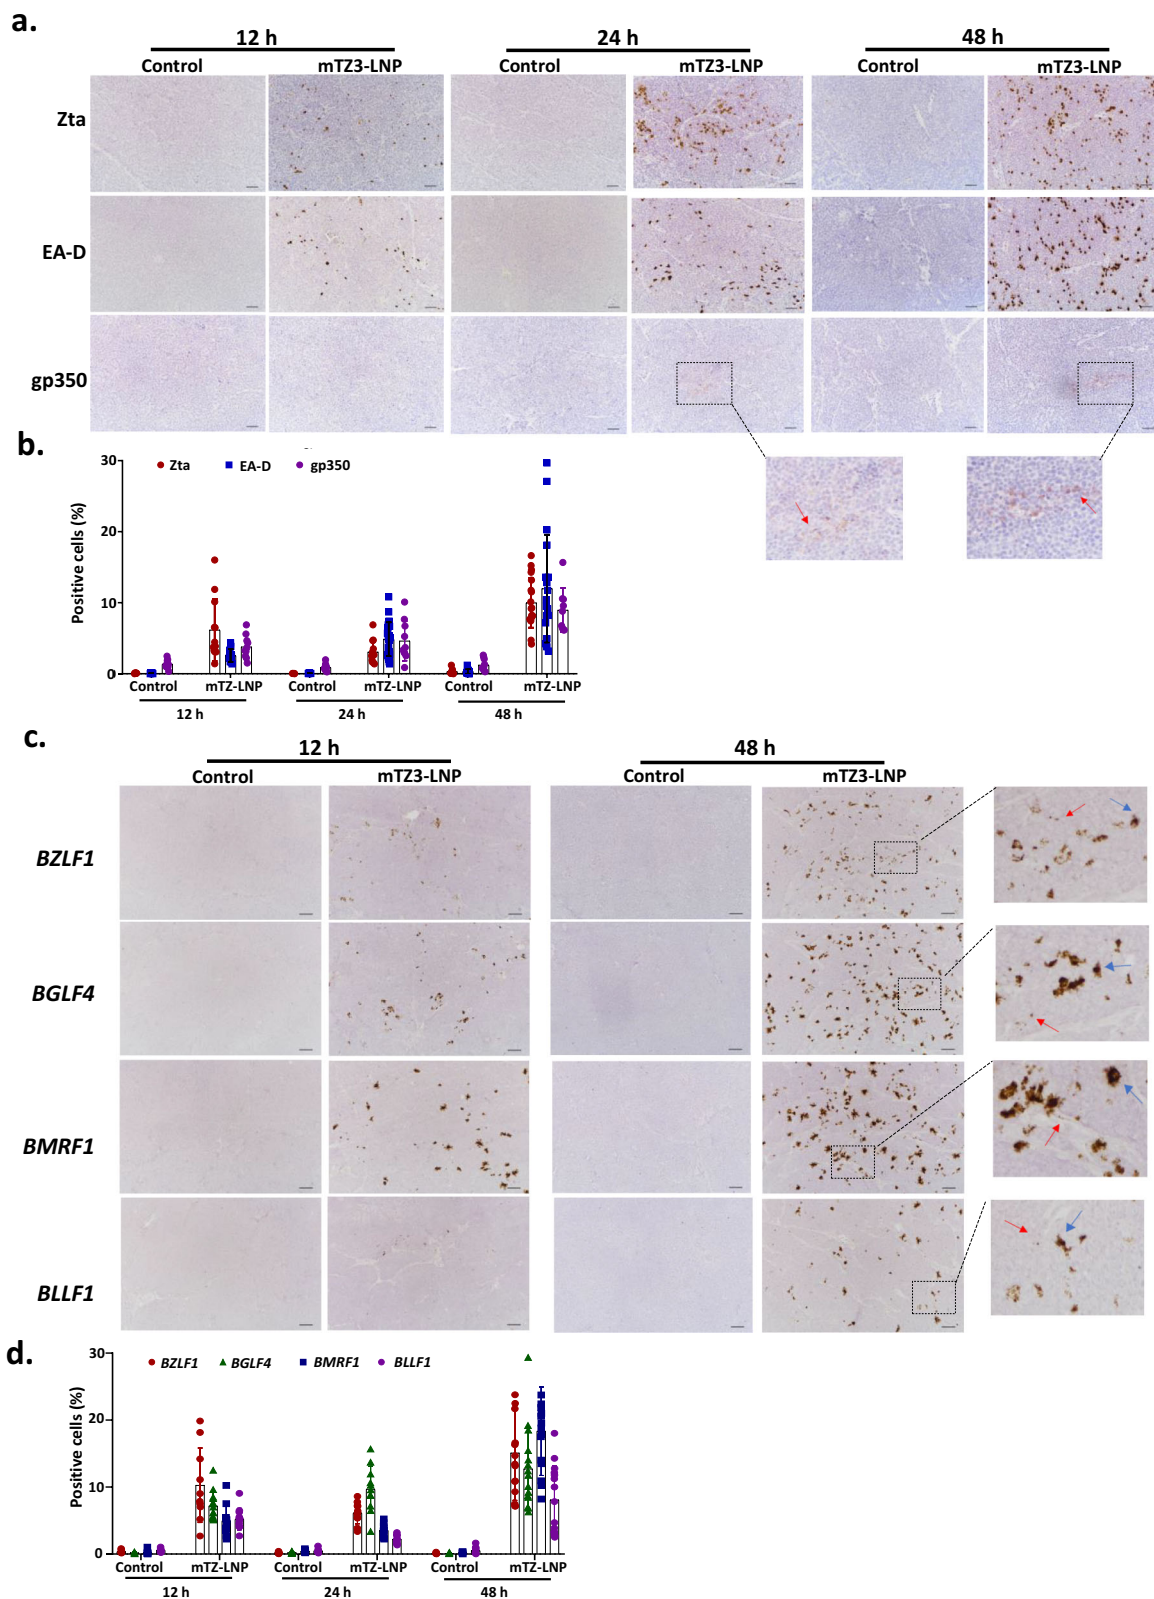 a.
12 h 24 h 48 h
Control mTZ3-LNP Control mTZ3-LNP Control mTZ3-LNP
Zta
EA-D
gp350
b.
30
20
10
0
Positive cells (%)
Zta EA-D gp350
Control mTZ-LNP Control mTZ-LNP Control mTZ-LNP
12 h 24 h 48 h
c.
12 h 48 h
Control mTZ3-LNP Control mTZ3-LNP
BZLF1
BGLF4
BMRF1
BLLF1
d.
30
20
10
0
Positive cells (%)
BZLF1 BGLF4 BMRF1 BLLF1
Control mTZ-LNP Control mTZ-LNP Control mTZ-LNP
12 h 24 h 48 h